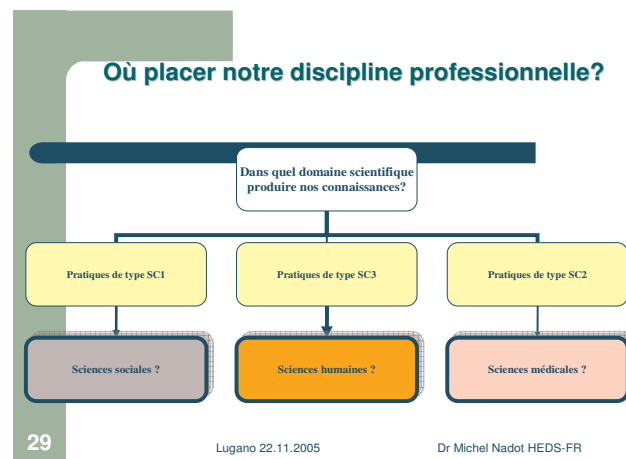 Où placer notre discipline professionnelle?
Dans quel domaine scientifique
produire nos connaissances?
Pratiques de type SC1
Pratiques de type SC3
Pratiques de type SC2
Sciences sociales ?
Sciences humaines ?
Sciences médicales ?
29
Lugano 22.11.2005
Dr Michel Nadot HEDS-FR